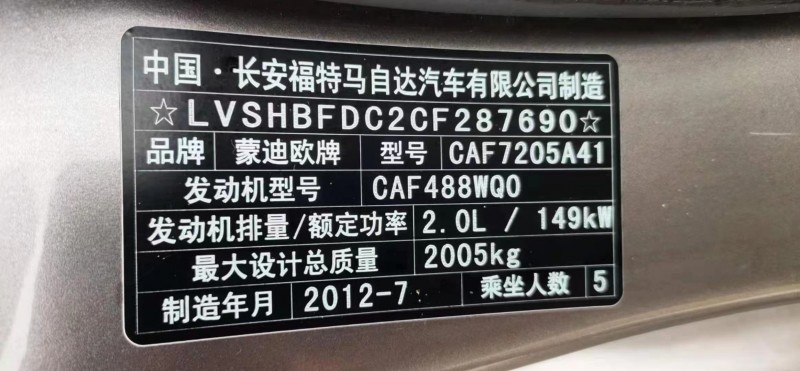 中国·长安福特马自达汽车有限公司制造
☆LVSHBFDC2CF287690☆
品牌 蒙迪欧牌 型号 CAF7205A41
发动机型号 CAF488WQ0
发动机排量/额定功率 2.0L / 149kW
最大设计总质量 2005kg
制造年月 2012-7 乘坐人数 5